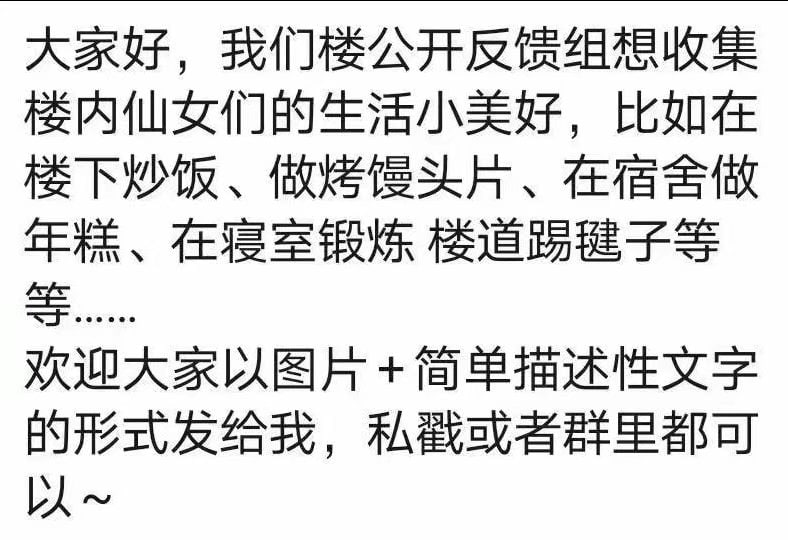 大家好，我们楼公开反馈组想收集
楼内仙女们的生活小美好，比如在
楼下炒饭、做烤馒头片、在宿舍做
年糕、在寝室锻炼 楼道踢毽子等
等......
欢迎大家以图片+简单描述性文字
的形式发给我，私戳或者群里都可
以~